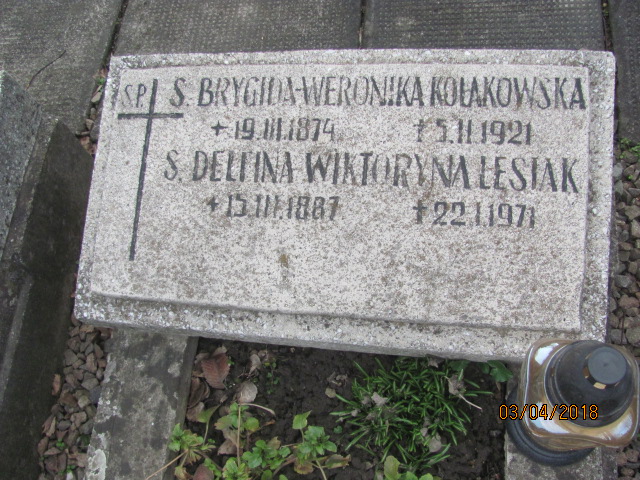 Ś.P. S. BRYGIDA-WERONIKA KOŁAKOWSKA
+19.III.1874 +5.II.1921
S. DELFINA WIKTORYNA LESIAK
+15.III.1887 +22.I.1971
03/04/2018